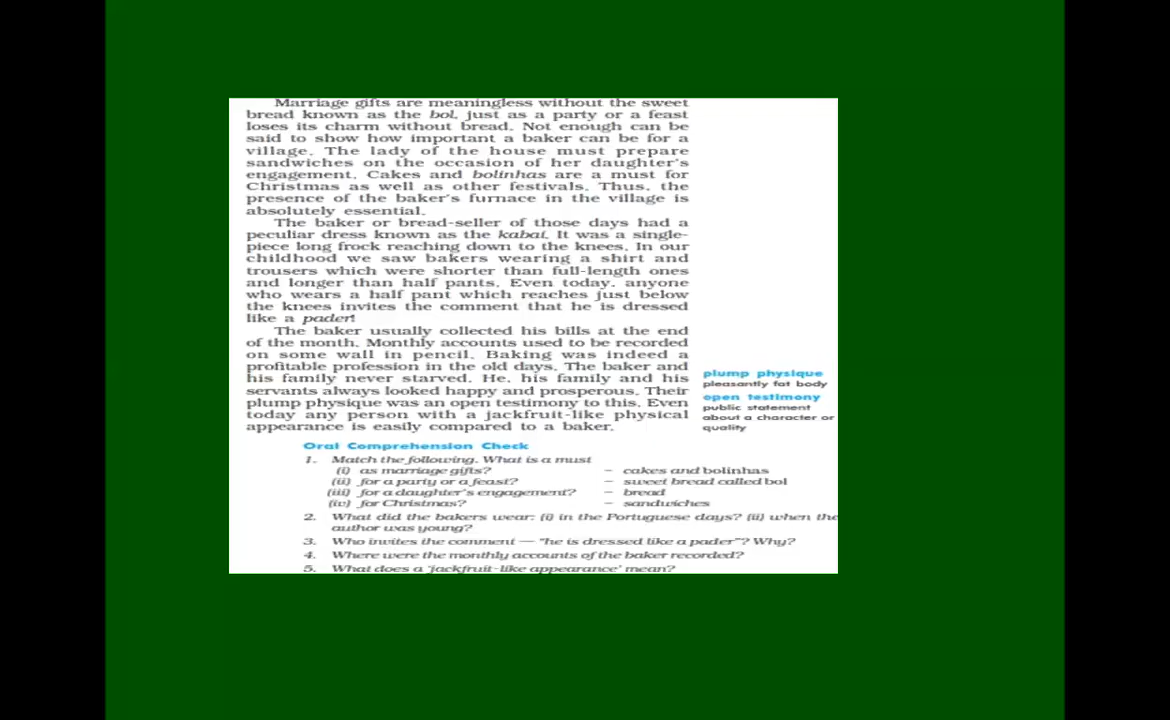 Marriage gifts are meaningless without the sweet
bread known as the bol, just as a party or a feast
loses its charm without bread. Not enough can be
said to show how important a baker can be for a
village. The lady of the house must prepare
sandwiches on the occasion of her daughter's
engagement. Cakes and bolinhas are a must for
Christmas as well as other festivals. Thus, the
presence of the baker's furnace in the village is
absolutely essential.
The baker or bread-seller of those days had a
peculiar dress known as the kabai. It was a single-
piece long frock reaching down to the knees. In our
childhood we saw bakers wearing a shirt and
trousers which were shorter than full-length ones
and longer than half pants. Even today, anyone
who wears a half pant which reaches just below
the knees invites the comment that he is dressed
like a pader!
The baker usually collected his bills at the end
of the month. Monthly accounts used to be recorded
on some wall in pencil. Baking was indeed a
profitable profession in the old days. The baker and
his family never starved. He, his family and his
servants always looked happy and prosperous. Their
plump physique was an open testimony to this. Even
today any person with a jackfruit-like physical
appearance is easily compared to a baker.
plump physique
pleasantly fat body
open testimony
public statement
about a character or
quality
Oral Comprehension Check
1. Match the following. What is a must
(i) as marriage gifts? – cakes and bolinhas
(ii) for a party or a feast? – sweet bread called bol
(iii) for a daughter's engagement? – bread
(iv) for Christmas? – sandwiches
2. What did the bakers wear: (i) in the Portuguese days? (ii) when the
author was young?
3. Who invites the comment — "he is dressed like a pader"? Why?
4. Where were the monthly accounts of the baker recorded?
5. What does a 'jackfruit-like appearance' mean?